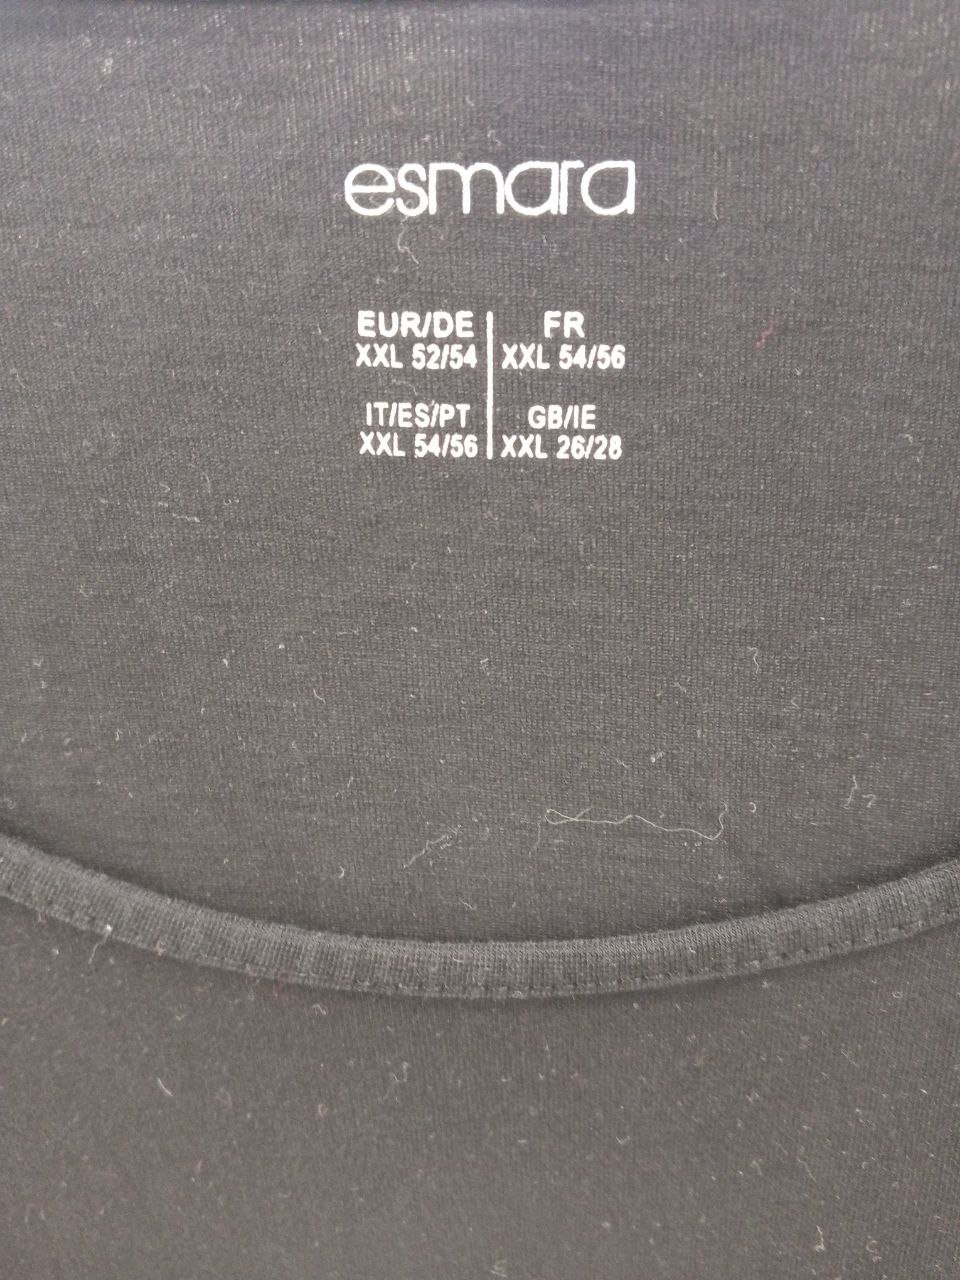 esmara
EUR/DE
XXL 52/54
FR
XXL 54/56
IT/ES/PT
XXL 54/56
GB/IE
XXL 26/28